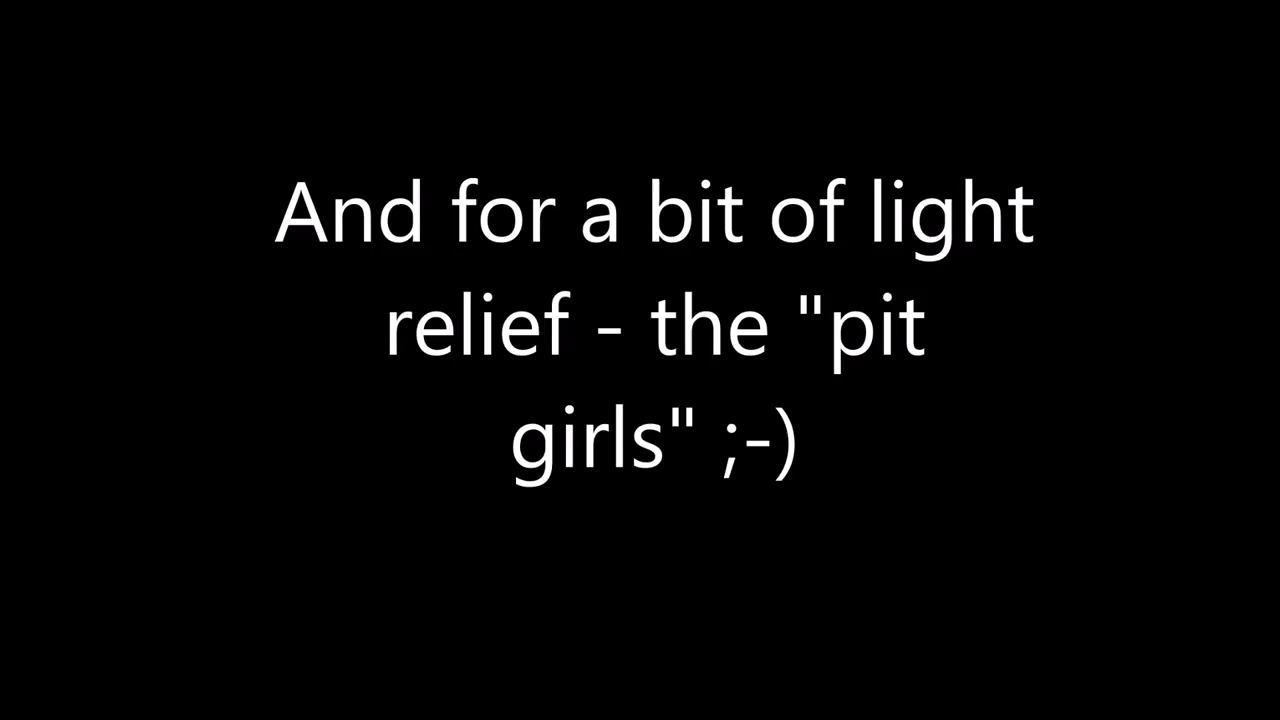 And for a bit of light
relief - the "pit
girls" ;-)